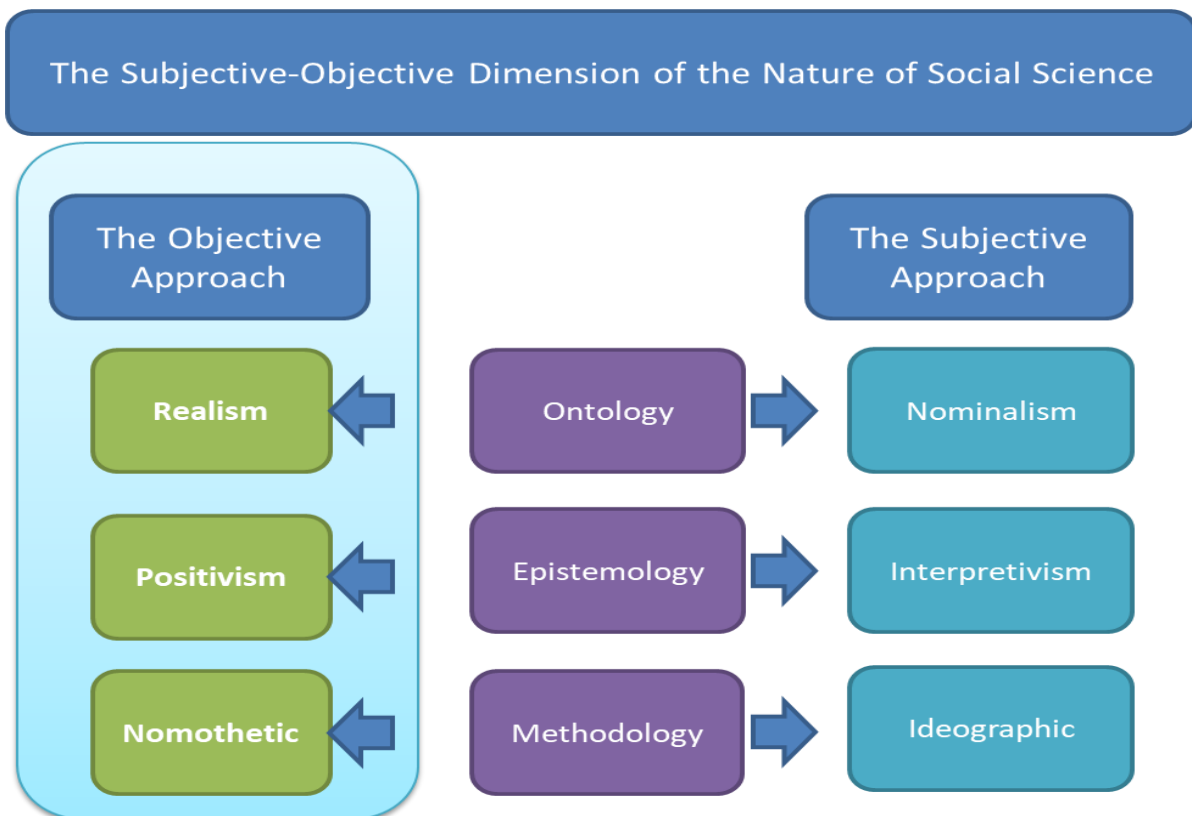 The Subjective-Objective Dimension of the Nature of Social Science
The Objective
Approach
The Subjective
Approach
Realism
Ontology
Nominalism
Positivism
Epistemology
Interpretivism
Nomothetic
Methodology
Ideographic